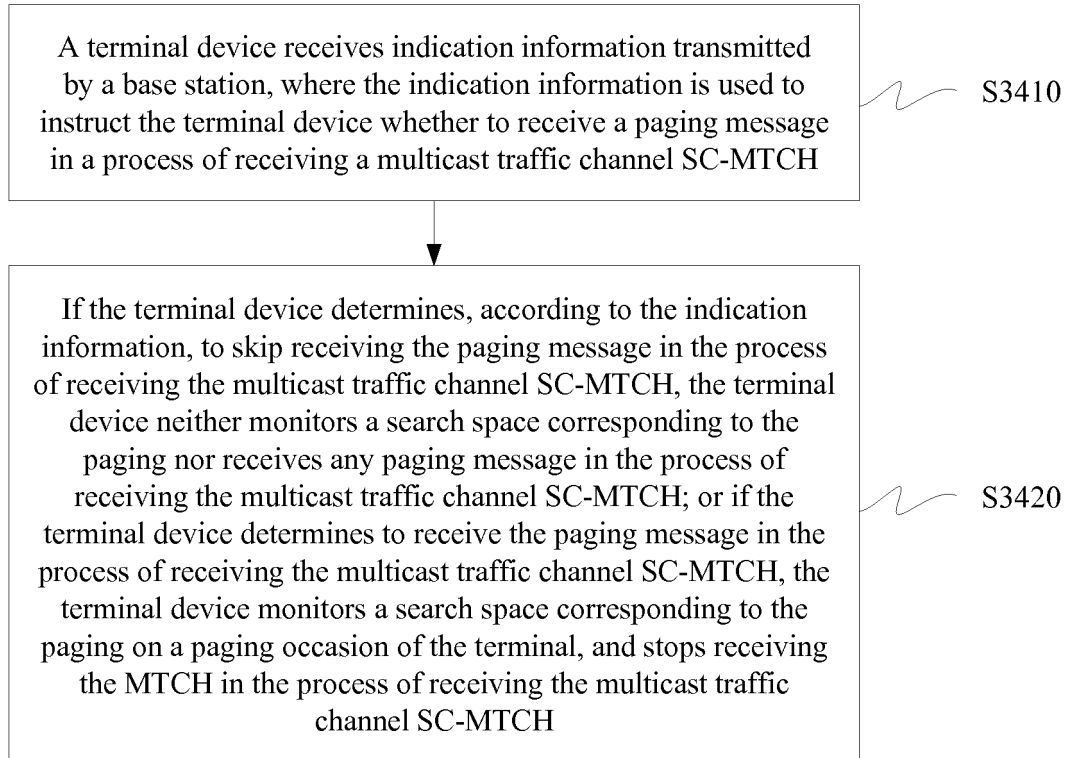 A terminal device receives indication information transmitted
by a base station, where the indication information is used to
instruct the terminal device whether to receive a paging message
in a process of receiving a multicast traffic channel SC-MTCH
S3410
If the terminal device determines, according to the indication
information, to skip receiving the paging message in the process
of receiving the multicast traffic channel SC-MTCH, the terminal
device neither monitors a search space corresponding to the
paging nor receives any paging message in the process of
receiving the multicast traffic channel SC-MTCH; or if the
terminal device determines to receive the paging message in the
process of receiving the multicast traffic channel SC-MTCH, the
terminal device monitors a search space corresponding to the
paging on a paging occasion of the terminal, and stops receiving
the MTCH in the process of receiving the multicast traffic
channel SC-MTCH
S3420